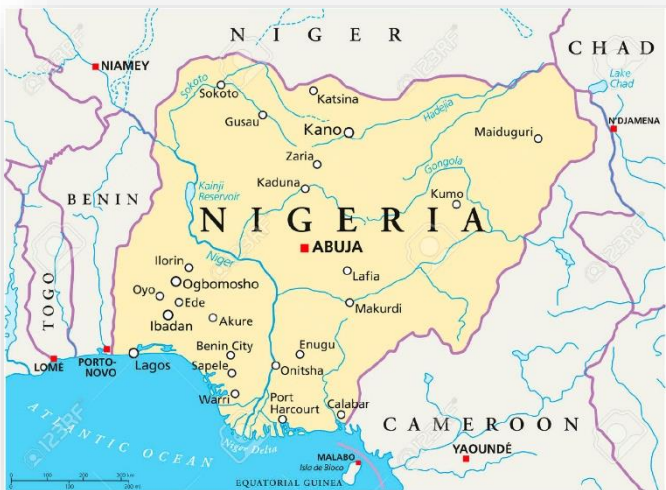 NIGER
CHAD
NIAMEY
Sokoto
Sokoto
Katsina
Lake
Chad
Gusau
Kano
Hadejia
N'DJAMENA
Maiduguri
Zaria
Gongola
Kaduna
Kainji
Reservoir
BENIN
Kumo
NIGERIA
ABUJA
Niger
Ilorin
Lafia
Ogbomosho
Oyo
Ede
Makurdi
TOGO
Ibadan
Akure
Enugu
Benin City
LOME
PORTO-
NOVO
Lagos
Sapele
Onitsha
Warri
Port
Harcourt
Calabar
CAMEROON
ATLANTIC OCEAN
Niger Delta
YAOUNDÉ
MALABO
Isla de Bioco
EQUATORIAL GUINEA
123RF